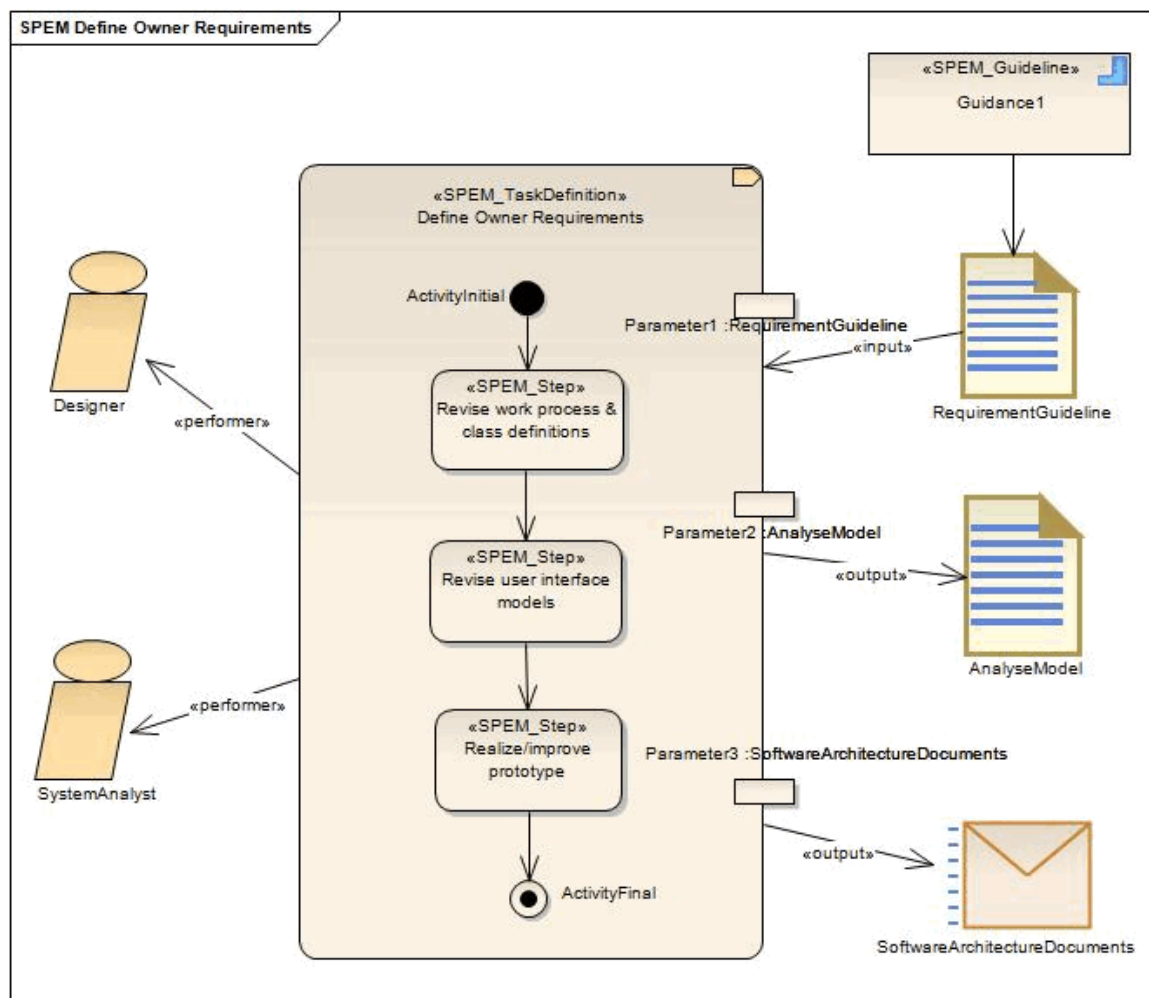 SPEM Define Owner Requirements
«SPEM_Guideline»
Guidance1
«SPEM_TaskDefinition»
Define Owner Requirements
ActivityInitial
Parameter1 :RequirementGuideline
«input»
RequirementGuideline
«SPEM_Step»
Revise work process &
class definitions
Designer
«performer»
Parameter2 :AnalyseModel
«output»
AnalyseModel
«SPEM_Step»
Revise user interface
models
«performer»
SystemAnalyst
«SPEM_Step»
Realize/improve
prototype
Parameter3 :SoftwareArchitectureDocuments
«output»
SoftwareArchitectureDocuments
ActivityFinal